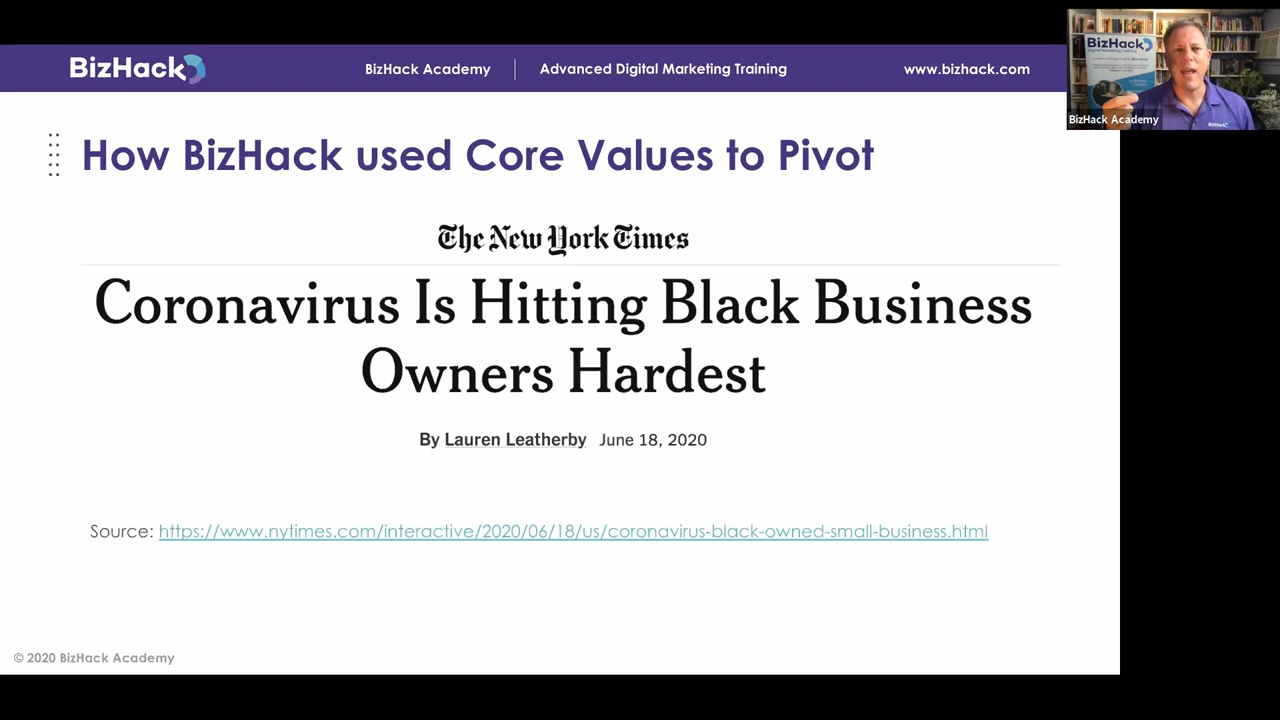 BizHack
BizHack Academy
Advanced Digital Marketing Training
www.bizhack.com
BizHack
BizHack Academy
How BizHack used Core Values to Pivot
The New York Times
Coronavirus Is Hitting Black Business
Owners Hardest
By Lauren Leatherby June 18, 2020
Source: https://www.nytimes.com/interactive/2020/06/18/us/coronavirus-black-owned-small-business.html
© 2020 BizHack Academy